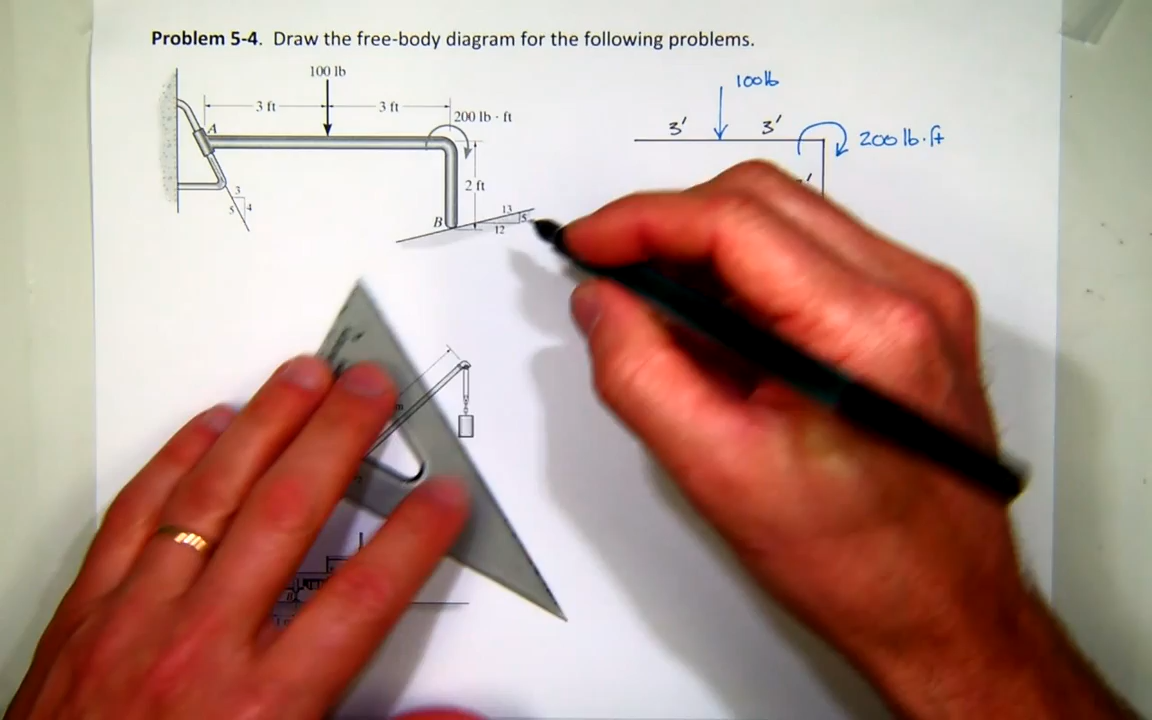 Problem 5-4. Draw the free-body diagram for the following problems.
100 lb
3 ft
3 ft
A
200 lb · ft
2 ft
3
4
5
B
13
5
12
100lb
3'
3'
200 lb·ft
m